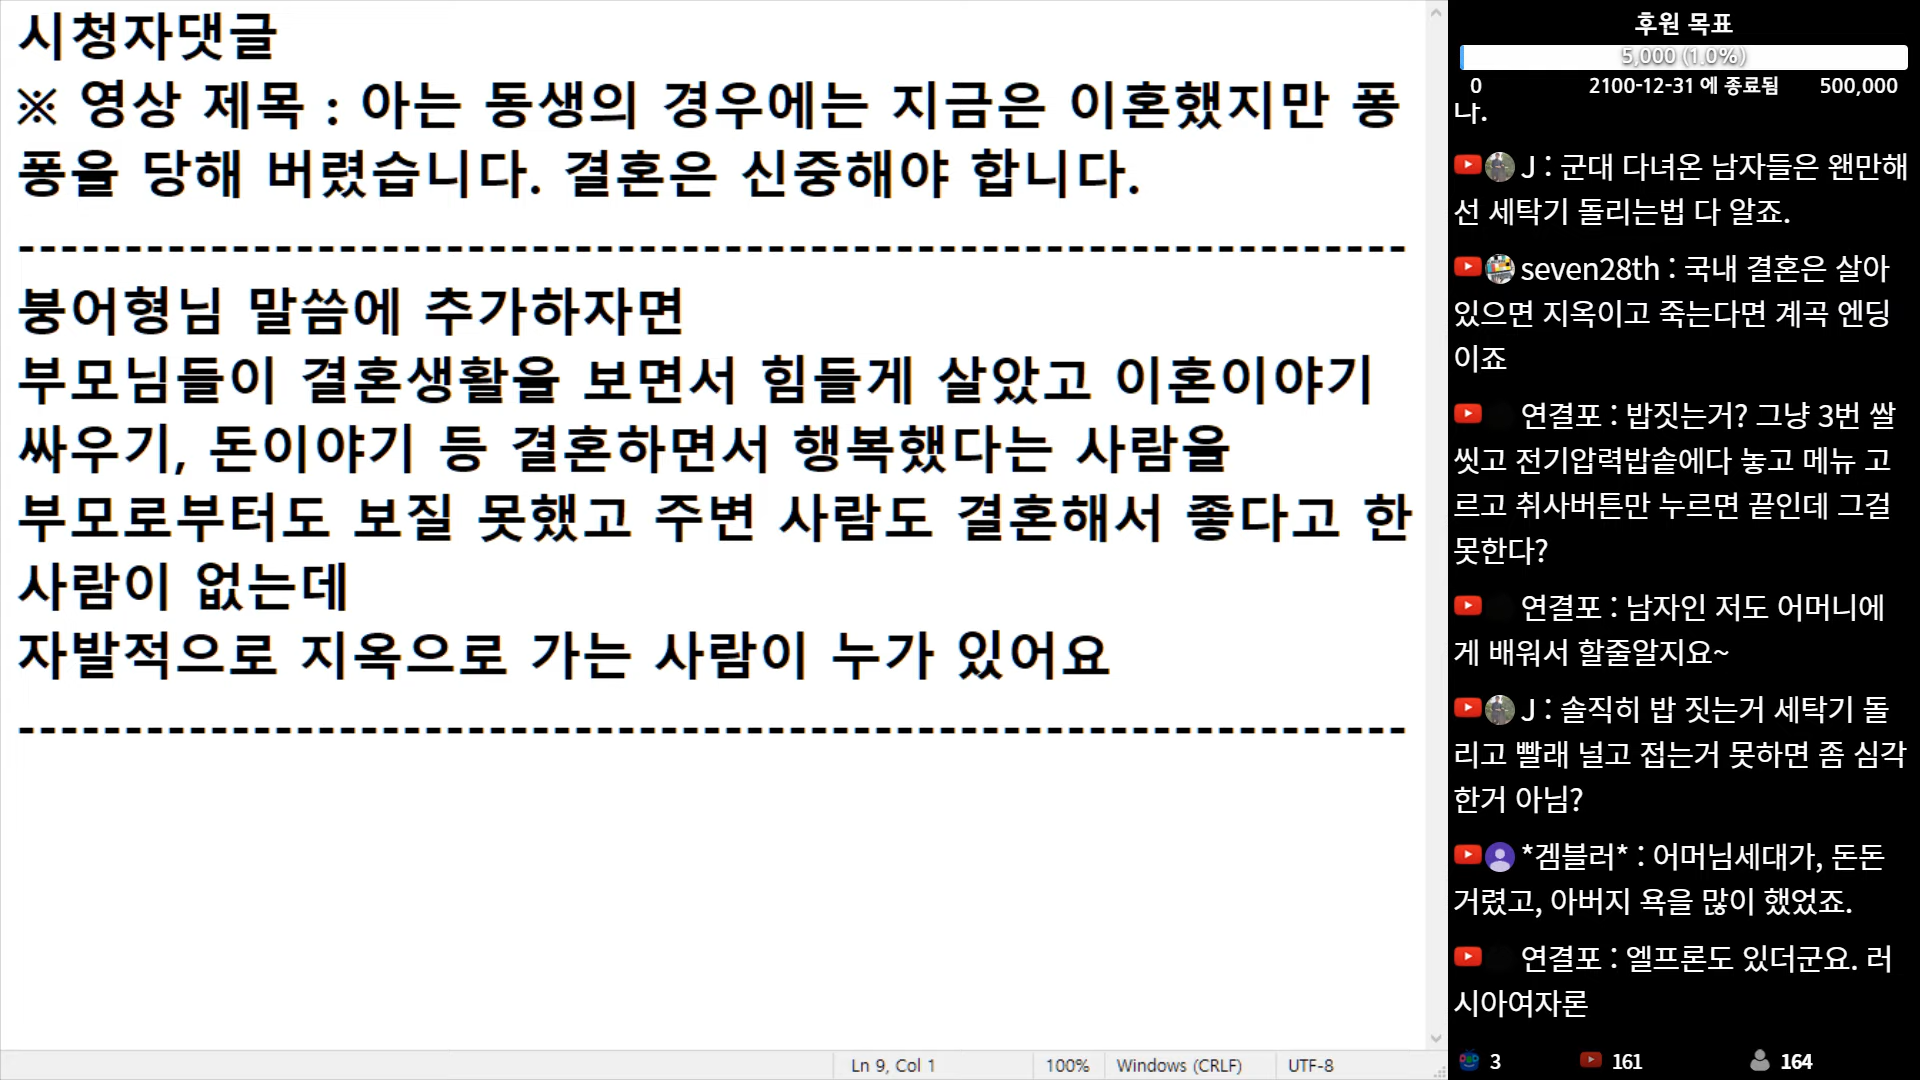 시청자댓글
※ 영상 제목 : 아는 동생의 경우에는 지금은 이혼했지만 퐁
퐁을 당해 버렸습니다. 결혼은 신중해야 합니다.
------------------------------------------------------------------
붕어형님 말씀에 추가하자면
부모님들이 결혼생활을 보면서 힘들게 살았고 이혼이야기
싸우기, 돈이야기 등 결혼하면서 행복했다는 사람을
부모로부터도 보질 못했고 주변 사람도 결혼해서 좋다고 한
사람이 없는데
자발적으로 지옥으로 가는 사람이 누가 있어요
------------------------------------------------------------------
Ln 9, Col 1
100%
Windows (CRLF)
UTF-8
후원 목표
5,000 (1.0%)
0 2100-12-31 에 종료됨 500,000
나.
J : 군대 다녀온 남자들은 왠만해
선 세탁기 돌리는법 다 알죠.
seven28th : 국내 결혼은 살아
있으면 지옥이고 죽는다면 계곡 엔딩
이죠
연결포 : 밥짓는거? 그냥 3번 쌀
씻고 전기압력밥솥에다 놓고 메뉴 고
르고 취사버튼만 누르면 끝인데 그걸
못한다?
연결포 : 남자인 저도 어머니에
게 배워서 할줄알지요~
J : 솔직히 밥 짓는거 세탁기 돌
리고 빨래 널고 접는거 못하면 좀 심각
한거 아님?
*겜블러* : 어머님세대가, 돈돈
거렸고, 아버지 욕을 많이 했었죠.
연결포 : 엘프론도 있더군요. 러
시아여자론
3 161 164